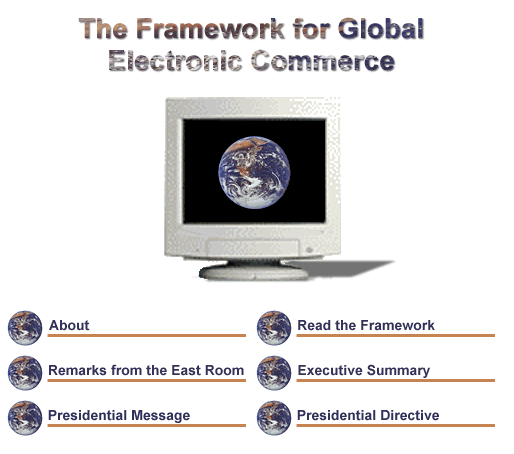 The Framework for Global
Electronic Commerce
About
Read the Framework
Remarks from the East Room
Executive Summary
Presidential Message
Presidential Directive